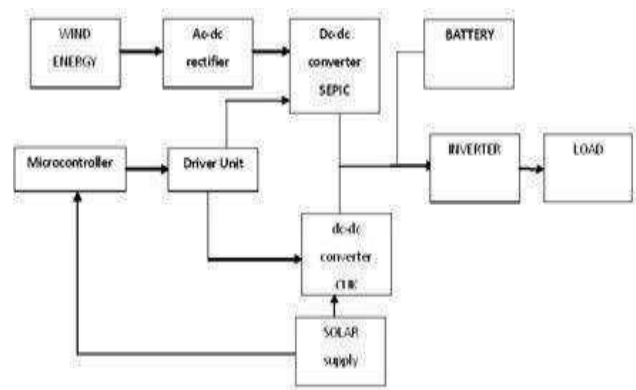 WIND
ENERGY
Ac-dc
rectifier
Dc-dc
converter
SEPIC
BATTERY
Microcontroller
Driver Unit
INVERTER
LOAD
dc-dc
converter
CUK
SOLAR
supply